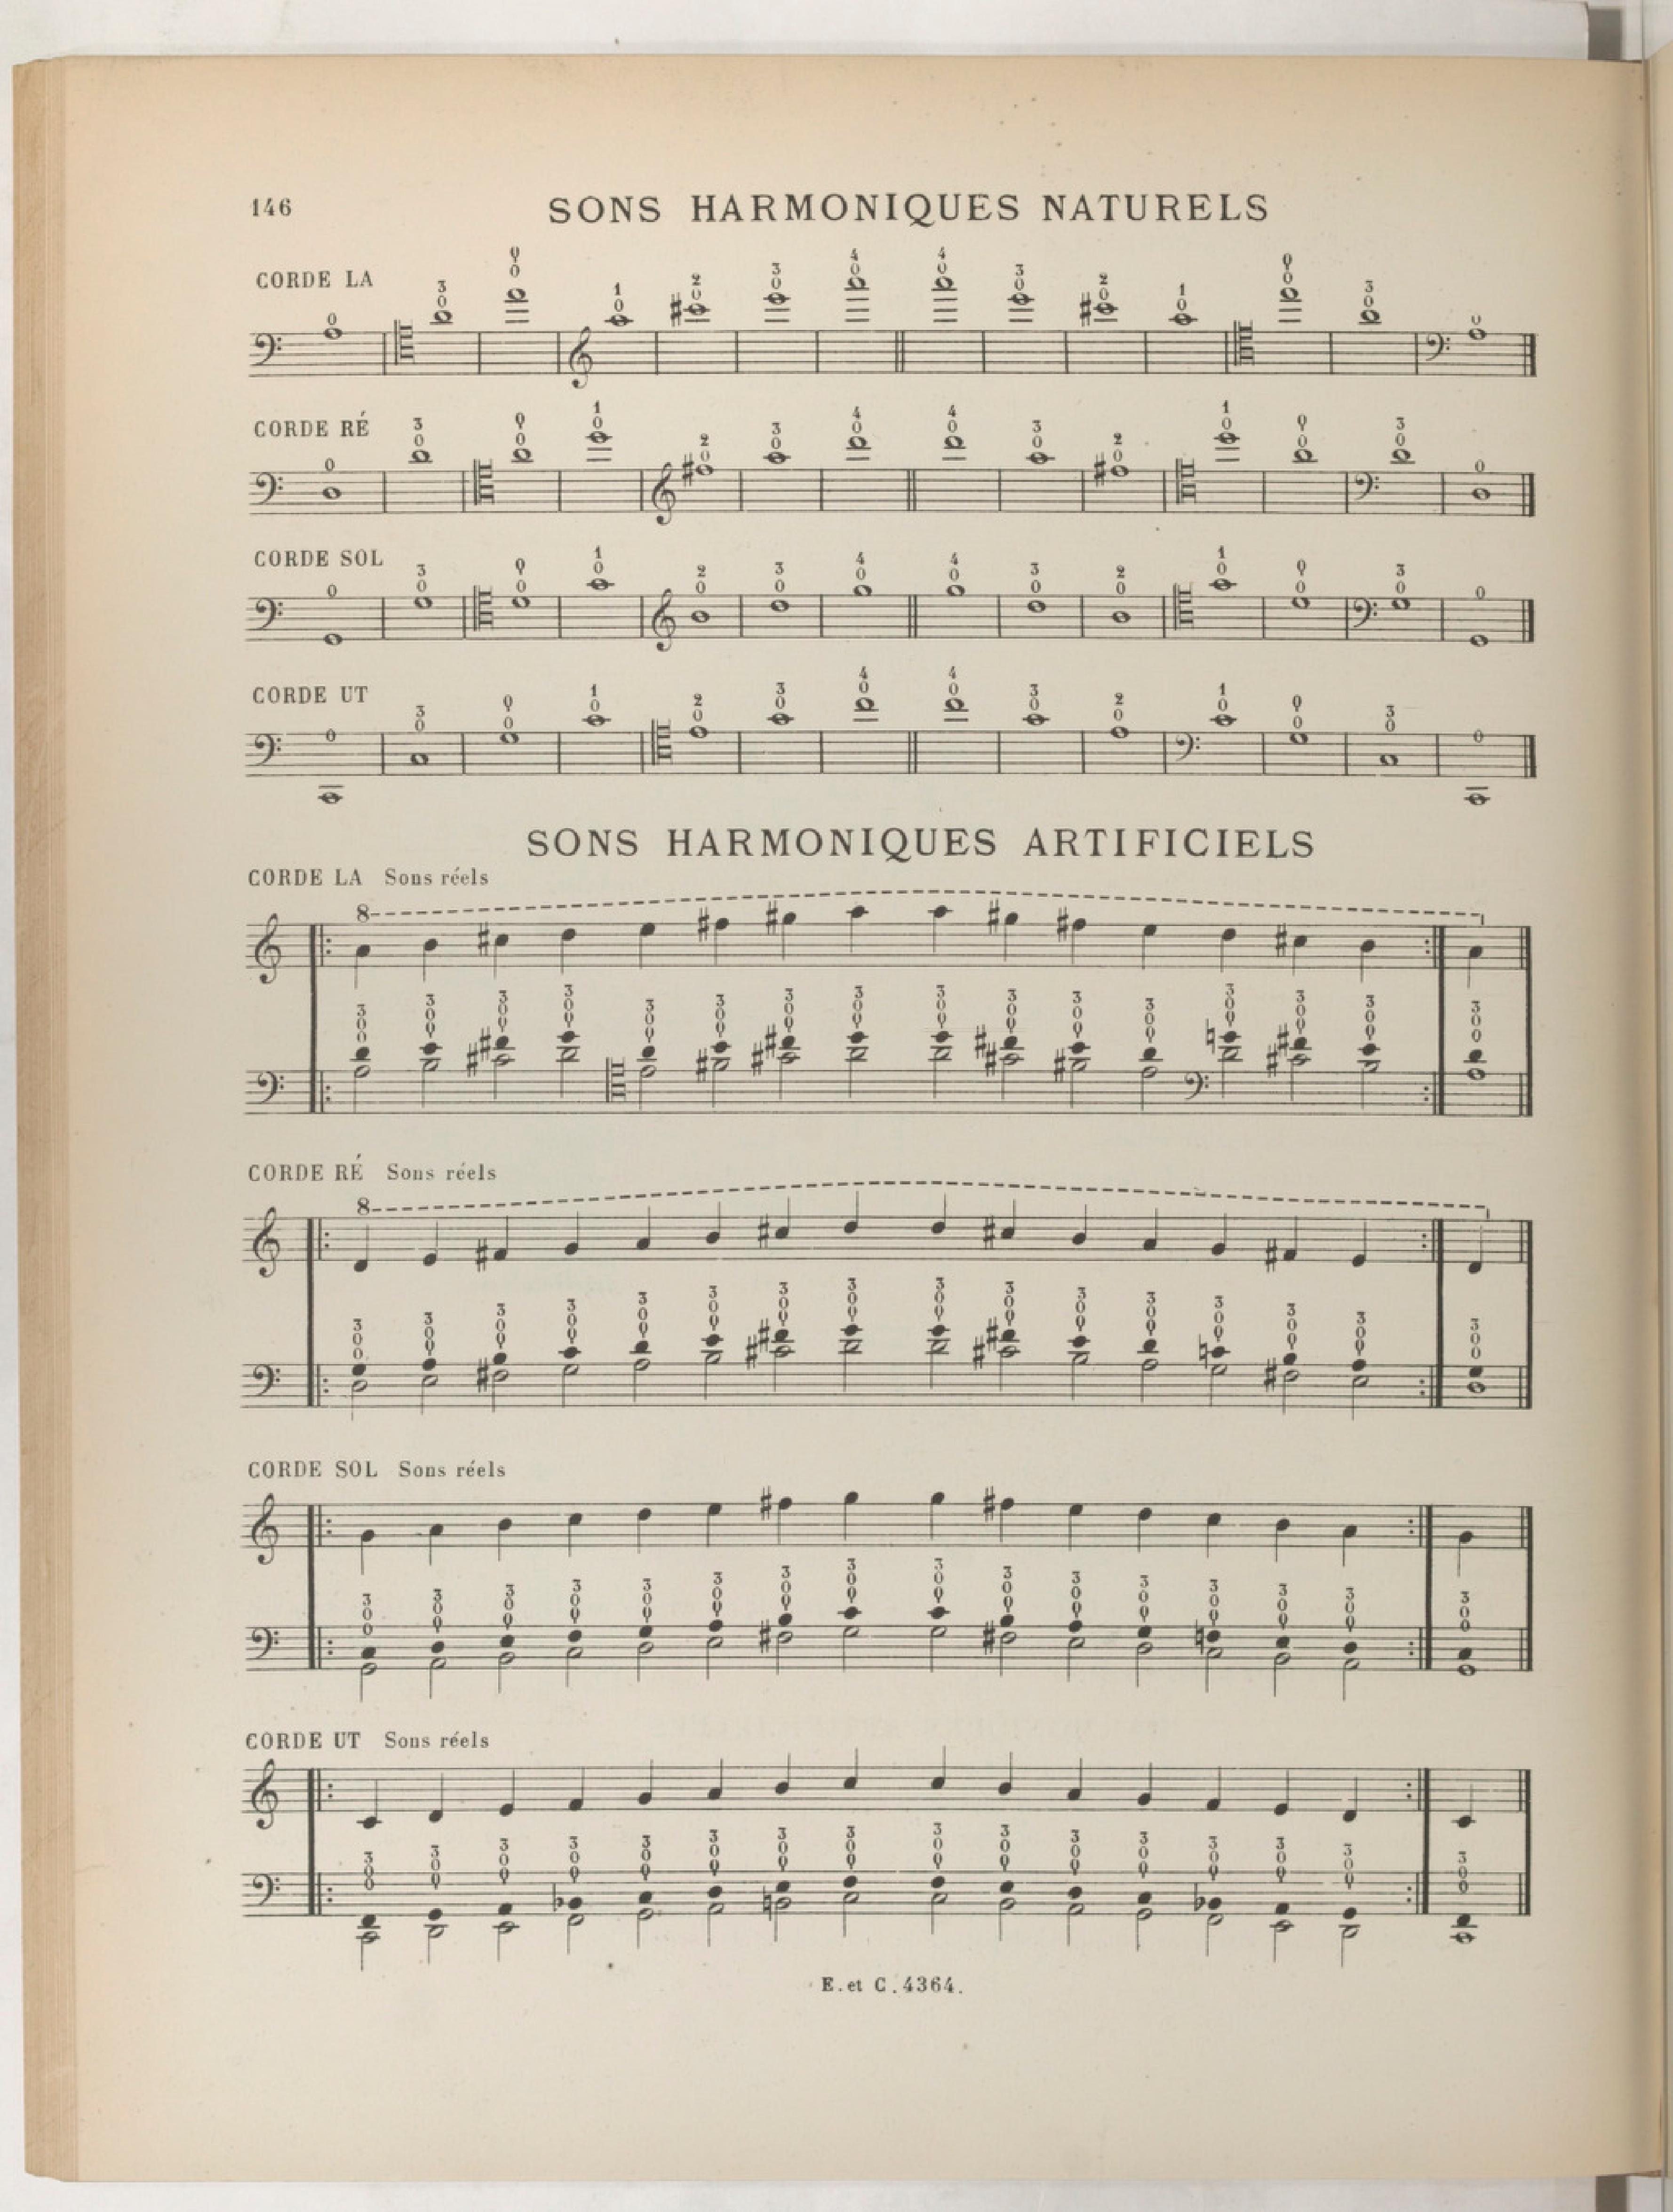 146
SONS HARMONIQUES NATURELS
CORDE LA
CORDE RÉ
CORDE SOL
CORDE UT
SONS HARMONIQUES ARTIFICIELS
CORDE LA Sons réels
8
CORDE RÉ Sons réels
8
CORDE SOL Sons réels
CORDE UT Sons réels
E. et C. 4364.